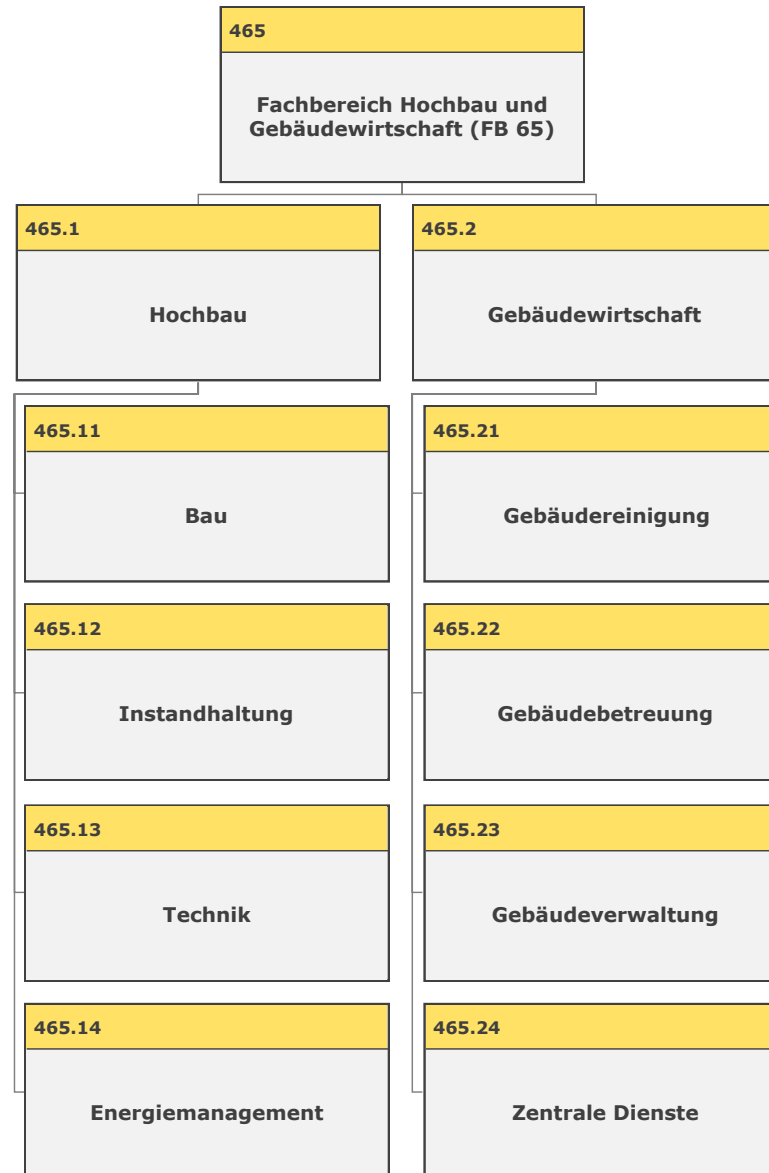 465
Fachbereich Hochbau und
Gebäudewirtschaft (FB 65)
465.1
Hochbau
465.2
Gebäudewirtschaft
465.11
Bau
465.12
Instandhaltung
465.13
Technik
465.14
Energiemanagement
465.21
Gebäudereinigung
465.22
Gebäudebetreuung
465.23
Gebäudeverwaltung
465.24
Zentrale Dienste